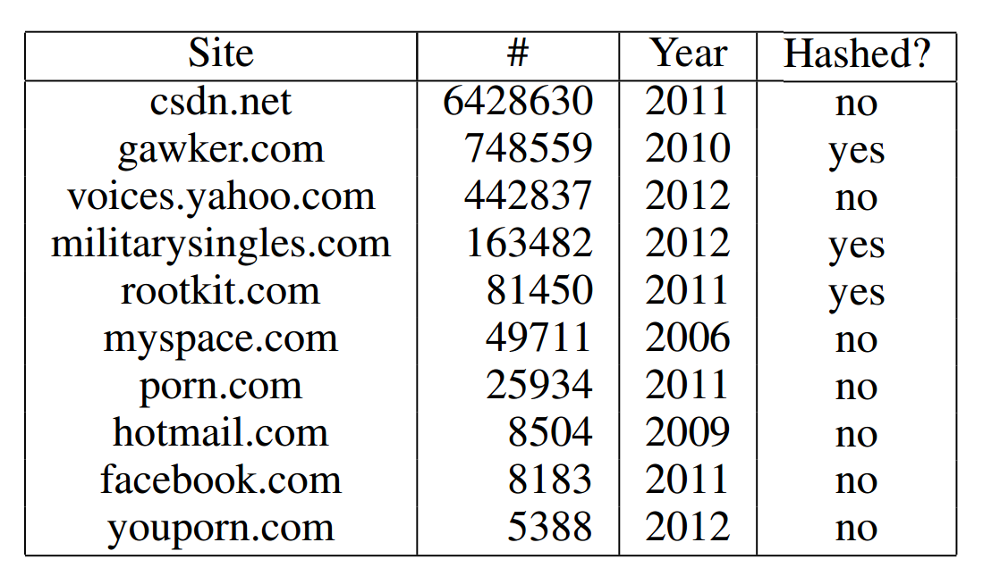 Site # Year Hashed?
csdn.net 6428630 2011 no
gawker.com 748559 2010 yes
voices.yahoo.com 442837 2012 no
militarysingles.com 163482 2012 yes
rootkit.com 81450 2011 yes
myspace.com 49711 2006 no
porn.com 25934 2011 no
hotmail.com 8504 2009 no
facebook.com 8183 2011 no
youporn.com 5388 2012 no